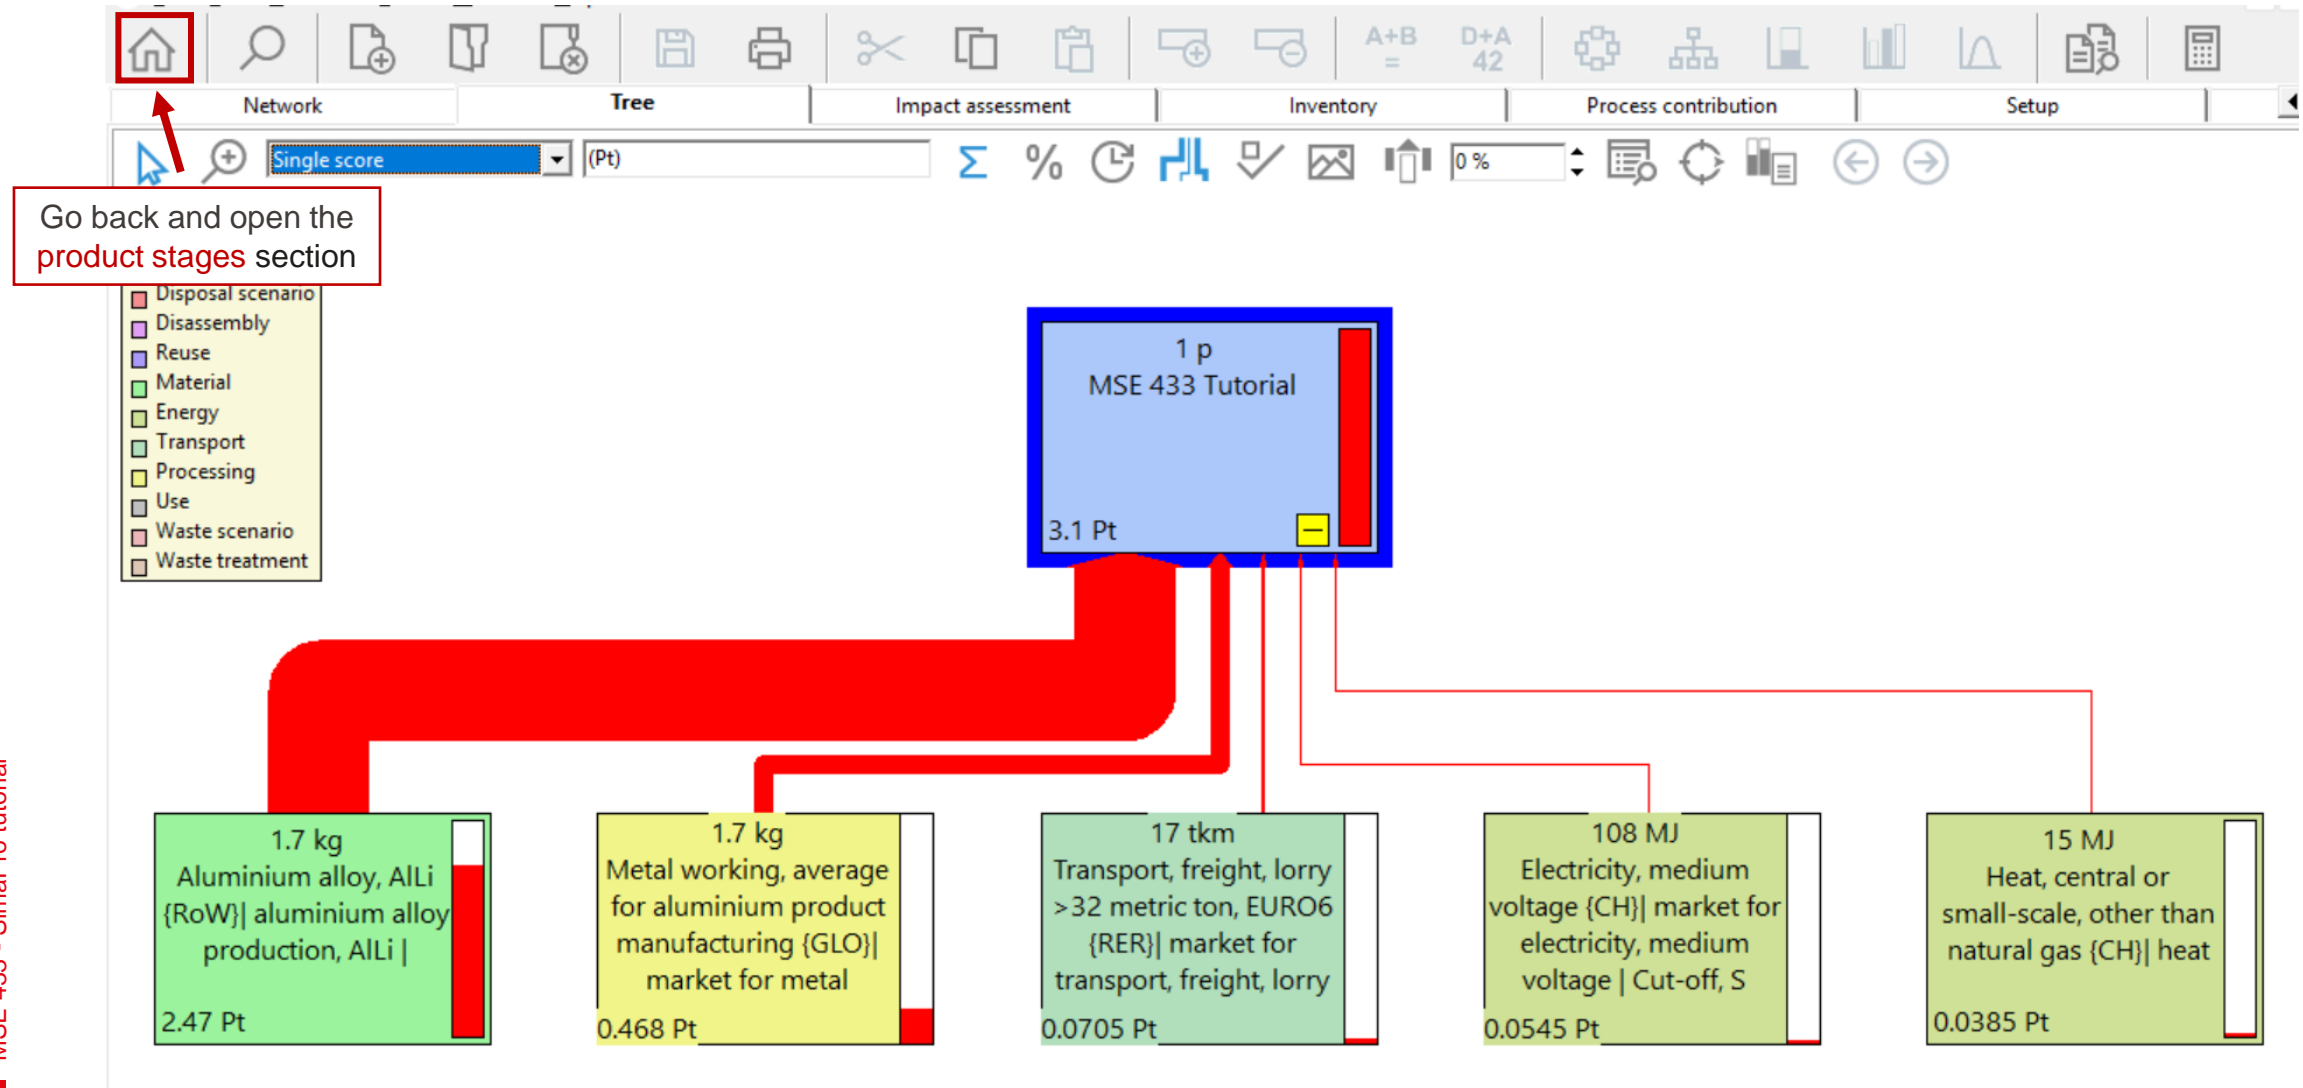 A+B
=
D+A
42
Network
Tree
Impact assessment
Inventory
Process contribution
Setup
Single score
(Pt)
Σ
%
0 %
Go back and open the
product stages section
Disposal scenario
Disassembly
Reuse
Material
Energy
Transport
Processing
Use
Waste scenario
Waste treatment
1 p
MSE 433 Tutorial
3.1 Pt
1.7 kg
Aluminium alloy, AlLi
{RoW}| aluminium alloy
production, AlLi |
2.47 Pt
1.7 kg
Metal working, average
for aluminium product
manufacturing {GLO}|
market for metal
0.468 Pt
17 tkm
Transport, freight, lorry
>32 metric ton, EURO6
{RER}| market for
transport, freight, lorry
0.0705 Pt
108 MJ
Electricity, medium
voltage {CH}| market for
electricity, medium
voltage | Cut-off, S
0.0545 Pt
15 MJ
Heat, central or
small-scale, other than
natural gas {CH}| heat
0.0385 Pt